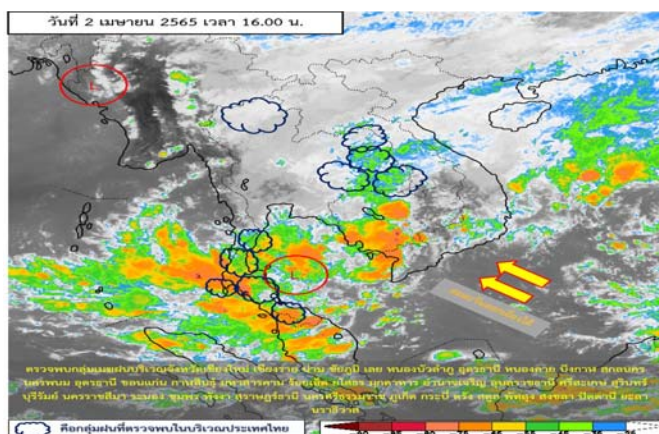 วันที่ 2 เมษายน 2565 เวลา 16.00 น.
L
L
ตรวจพบกลุ่มเมฆฝนบริเวณจังหวัดเชียงใหม่ เชียงราย น่าน ชัยภูมิ เลย หนองบัวลำภู อุดรธานี หนองคาย บึงกาฬ สกลนคร
นครพนม อุดรธานี ขอนแก่น กาฬสินธุ์ มหาสารคาม ร้อยเอ็ด ยโสธร มุกดาหาร อำนาจเจริญ อุบลราชธานี ศรีสะเกษ สุรินทร์
บุรีรัมย์ นครราชสีมา ระนอง ชุมพร พังงา สุราษฎร์ธานี นครศรีธรรมราช ภูเก็ต กระบี่ ตรัง สตูล พัทลุง สงขลา ปัตตานี ยะลา
นราธิวาส
คือกลุ่มฝนที่ตรวจพบในบริเวณประเทศไทย